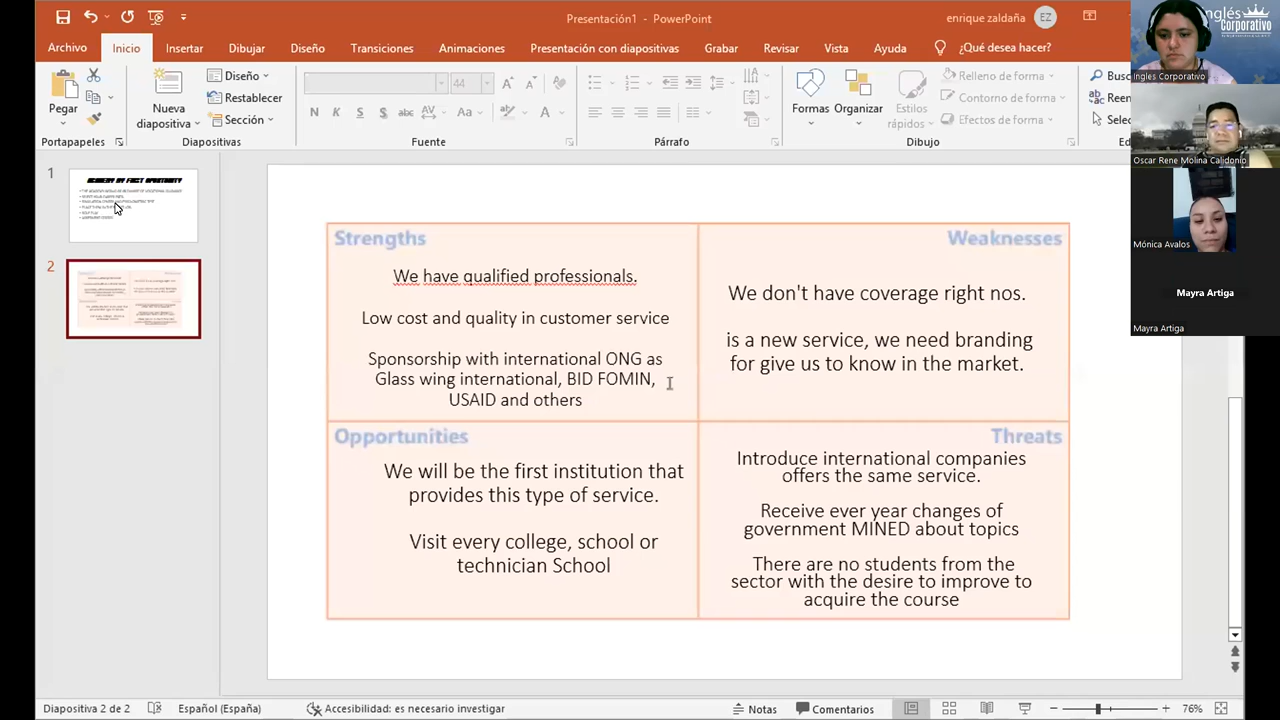 Presentación1 - PowerPoint
enrique zaldaña
EZ
Archivo
Inicio
Insertar
Dibujar
Diseño
Transiciones
Animaciones
Presentación con diapositivas
Grabar
Revisar
Vista
Ayuda
¿Qué desea hacer?
Pegar
Nueva
diapositiva
Diseño
Restablecer
Sección
44
N
K
S
S
abc
AV
Aa
A
Formas
Organizar
Estilos
rápidos
Relleno de forma
Contorno de forma
Efectos de forma
Busc
Reem
Selec
Portapapeles
Diapositivas
Fuente
Párrafo
Dibujo
Inglés
Corporativo
Ingles Corporativo
Oscar Rene Molina Calidonio
Mónica Avalos
Mayra Artiga
Mayra Artiga
1
2
Strengths
We have qualified professionals.
Low cost and quality in customer service
Sponsorship with international ONG as
Glass wing international, BID FOMIN,
USAID and others
Weaknesses
We don't have coverage right nos.
is a new service, we need branding
for give us to know in the market.
Opportunities
We will be the first institution that
provides this type of service.
Visit every college, school or
technician School
Threats
Introduce international companies
offers the same service.
Receive ever year changes of
government MINED about topics
There are no students from the
sector with the desire to improve to
acquire the course
Diapositiva 2 de 2
Español (España)
Accesibilidad: es necesario investigar
Notas
Comentarios
76%